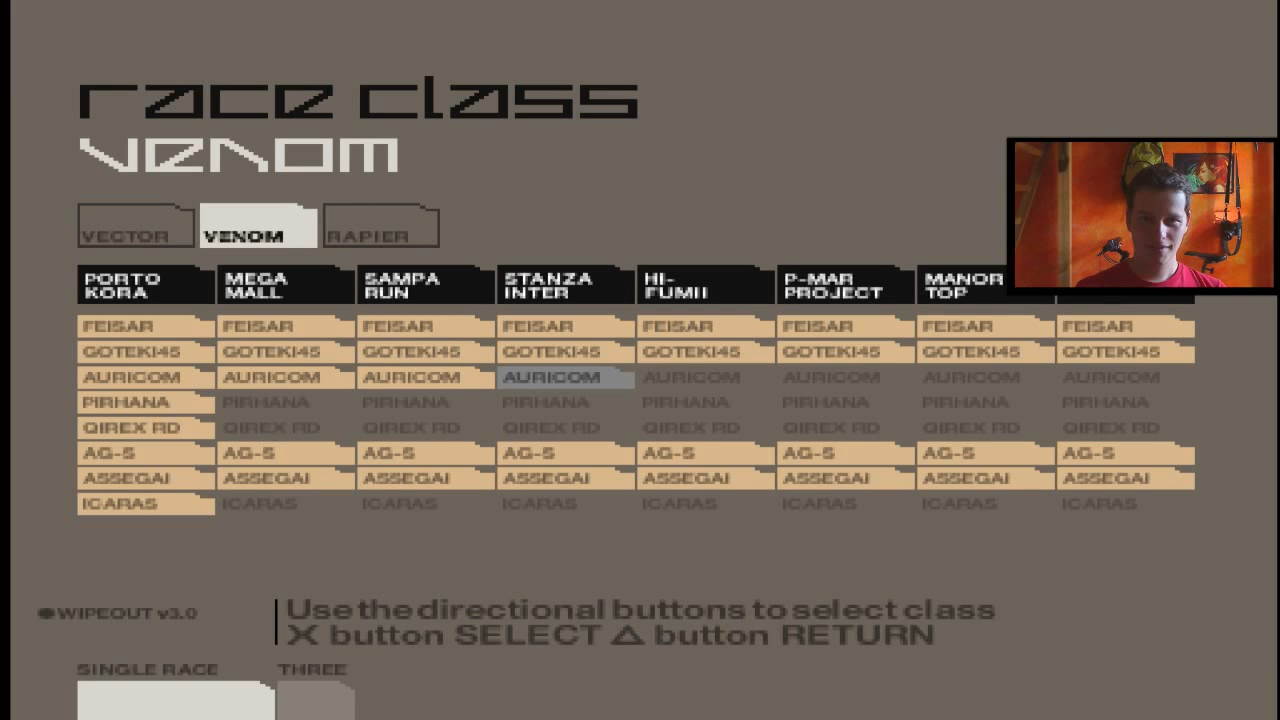 race class
venom
VECTOR VENOM RAPIER
PORTO MEGA SAMPA STANZA HI- P-MAR MANOR
KORA MALL RUN INTER FUMII PROJECT TOP
FEISAR FEISAR FEISAR FEISAR FEISAR FEISAR FEISAR FEISAR
GOTEKI45 GOTEKI45 GOTEKI45 GOTEKI45 GOTEKI45 GOTEKI45 GOTEKI45 GOTEKI45
AURICOM AURICOM AURICOM AURICOM AURICOM AURICOM AURICOM AURICOM
PIRHANA PIRHANA PIRHANA PIRHANA PIRHANA PIRHANA PIRHANA PIRHANA
QIREX RD QIREX RD QIREX RD QIREX RD QIREX RD QIREX RD QIREX RD QIREX RD
AG-S AG-S AG-S AG-S AG-S AG-S AG-S AG-S
ASSEGAI ASSEGAI ASSEGAI ASSEGAI ASSEGAI ASSEGAI ASSEGAI ASSEGAI
ICARAS ICARAS ICARAS ICARAS ICARAS ICARAS ICARAS ICARAS
WIPEOUT v3.0 Use the directional buttons to select class
X button SELECT △ button RETURN
SINGLE RACE THREE